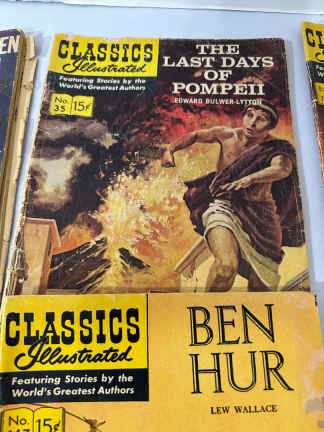 EN
CLASSICS
Illustrated
Featuring Stories by the
World's Greatest Authors
No.
35
15¢
THE
LAST DAYS
OF
POMPEII
EDWARD BULWER-LYTTON
CLASSICS
Illustrated
Featuring Stories by the
World's Greatest Authors
No.
15¢
BEN
HUR
LEW WALLACE